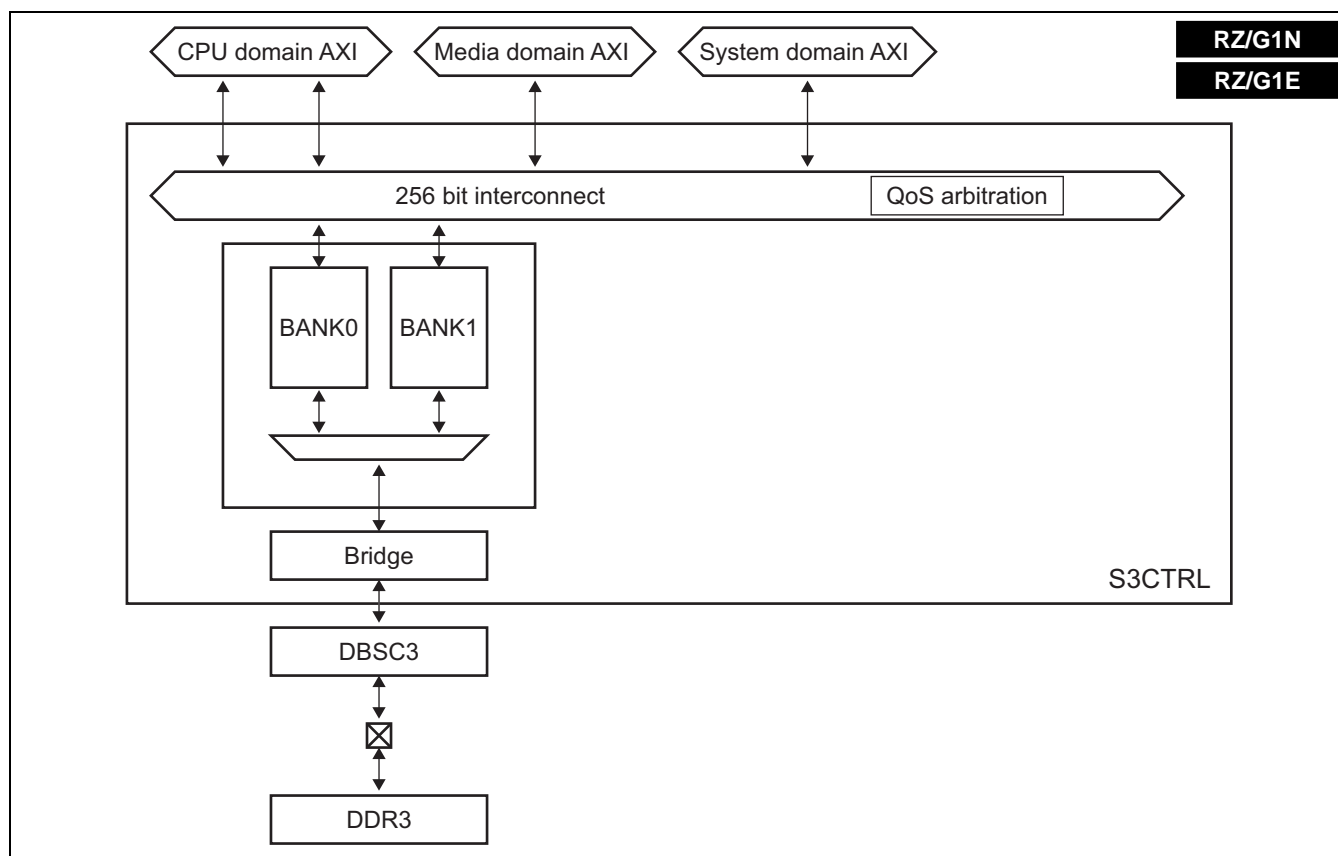 CPU domain AXI Media domain AXI System domain AXI RZ/G1N
RZ/G1E
256 bit interconnect QoS arbitration
BANK0 BANK1
Bridge
S3CTRL
DBSC3
DDR3